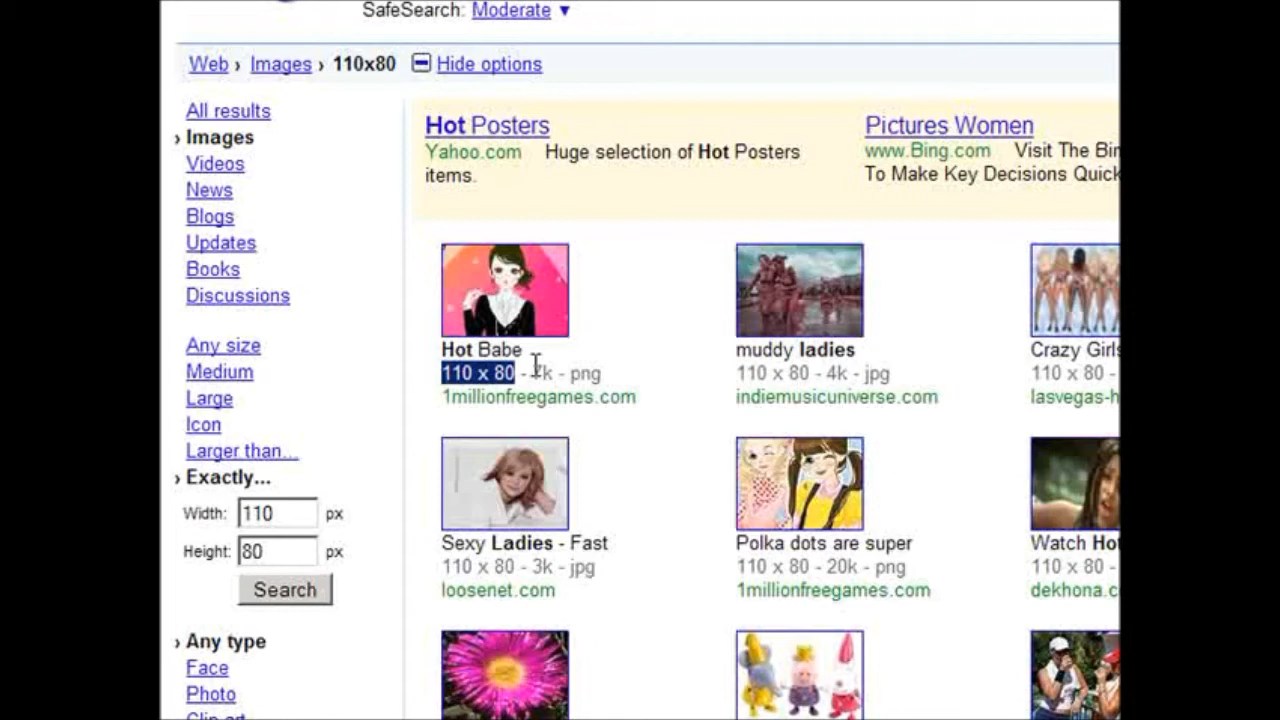 SafeSearch: Moderate ▼
Web › Images › 110x80 Hide options
All results
› Images
Videos
News
Blogs
Updates
Books
Discussions
Any size
Medium
Large
Icon
Larger than...
› Exactly...
Width: 110 px
Height: 80 px
Search
› Any type
Face
Photo
Clip art
Hot Posters
Yahoo.com Huge selection of Hot Posters
items.
Pictures Women
www.Bing.com Visit The Bin
To Make Key Decisions Quick
Hot Babe
110 x 80 - 7k - png
1millionfreegames.com
muddy ladies
110 x 80 - 4k - jpg
indiemusicuniverse.com
Crazy Girls
110 x 80 -
lasvegas-h
Sexy Ladies - Fast
110 x 80 - 3k - jpg
loosenet.com
Polka dots are super
110 x 80 - 20k - png
1millionfreegames.com
Watch Hot
110 x 80 -
dekhona.c